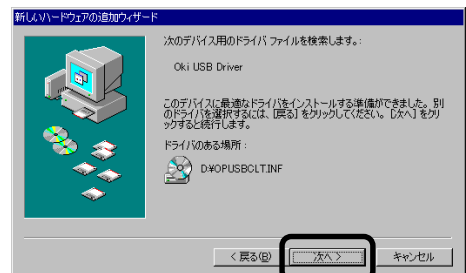 新しいハードウェアの追加ウィザード
次のデバイス用のドライバ ファイルを検索します。:
Oki USB Driver
このデバイスに最適なドライバをインストールする準備ができました。別
のドライバを選択するには、[戻る] をクリックしてください。[次へ] をクリ
ックすると続行します。
ドライバのある場所:
D:¥OPUSBCLT.INF
< 戻る(B)
次へ >
キャンセル